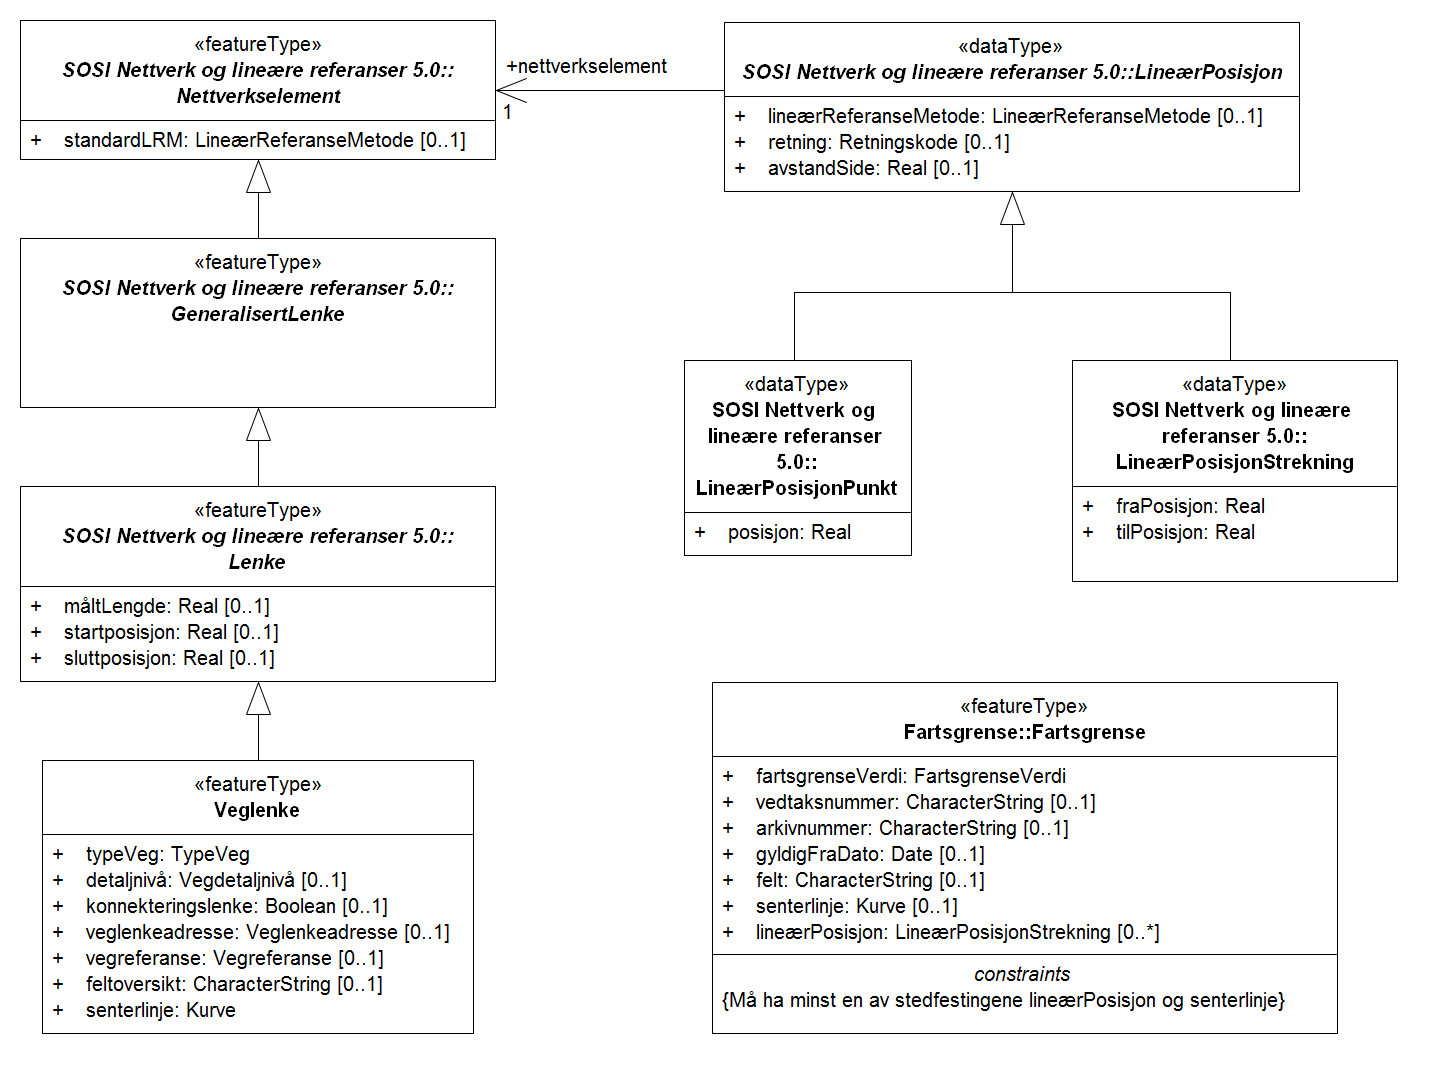 «featureType»
SOSI Nettverk og lineære referanser 5.0::
Nettverkselement
+ standardLRM: LineærReferanseMetode [0..1]
+nettverkselement
1
«dataType»
SOSI Nettverk og lineære referanser 5.0::LineærPosisjon
+ lineærReferanseMetode: LineærReferanseMetode [0..1]
+ retning: Retningskode [0..1]
+ avstandSide: Real [0..1]
«featureType»
SOSI Nettverk og lineære referanser 5.0::
GeneralisertLenke
«dataType»
SOSI Nettverk og
lineære referanser
5.0::
LineærPosisjonPunkt
+ posisjon: Real
«dataType»
SOSI Nettverk og lineære
referanser 5.0::
LineærPosisjonStrekning
+ fraPosisjon: Real
+ tilPosisjon: Real
«featureType»
SOSI Nettverk og lineære referanser 5.0::
Lenke
+ måltLengde: Real [0..1]
+ startposisjon: Real [0..1]
+ sluttposisjon: Real [0..1]
«featureType»
Veglenke
+ typeVeg: TypeVeg
+ detaljnivå: Vegdetaljnivå [0..1]
+ konnekteringslenke: Boolean [0..1]
+ veglenkeadresse: Veglenkeadresse [0..1]
+ vegreferanse: Vegreferanse [0..1]
+ feltoversikt: CharacterString [0..1]
+ senterlinje: Kurve
«featureType»
Fartsgrense::Fartsgrense
+ fartsgrenseVerdi: FartsgrenseVerdi
+ vedtaksnummer: CharacterString [0..1]
+ arkivnummer: CharacterString [0..1]
+ gyldigFraDato: Date [0..1]
+ felt: CharacterString [0..1]
+ senterlinje: Kurve [0..1]
+ lineærPosisjon: LineærPosisjonStrekning [0..*]
constraints
{Må ha minst en av stedfestingene lineærPosisjon og senterlinje}